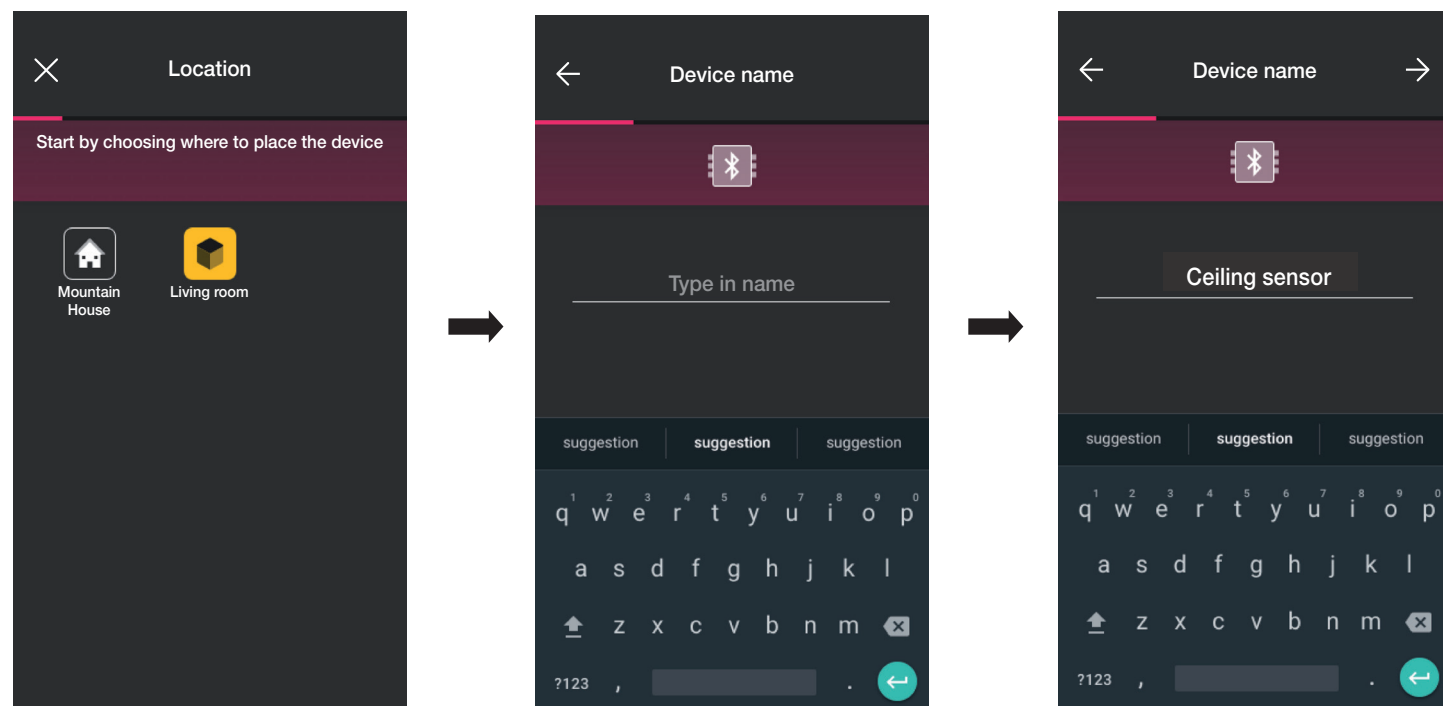 Location
Start by choosing where to place the device
Mountain
House
Living room
Device name
Type in name
suggestion suggestion suggestion
1 2 3 4 5 6 7 8 9 0
q w e r t y u i o p
a s d f g h j k l
z x c v b n m
?123 , .
Device name
Ceiling sensor
suggestion suggestion suggestion
1 2 3 4 5 6 7 8 9 0
q w e r t y u i o p
a s d f g h j k l
z x c v b n m
?123 , .